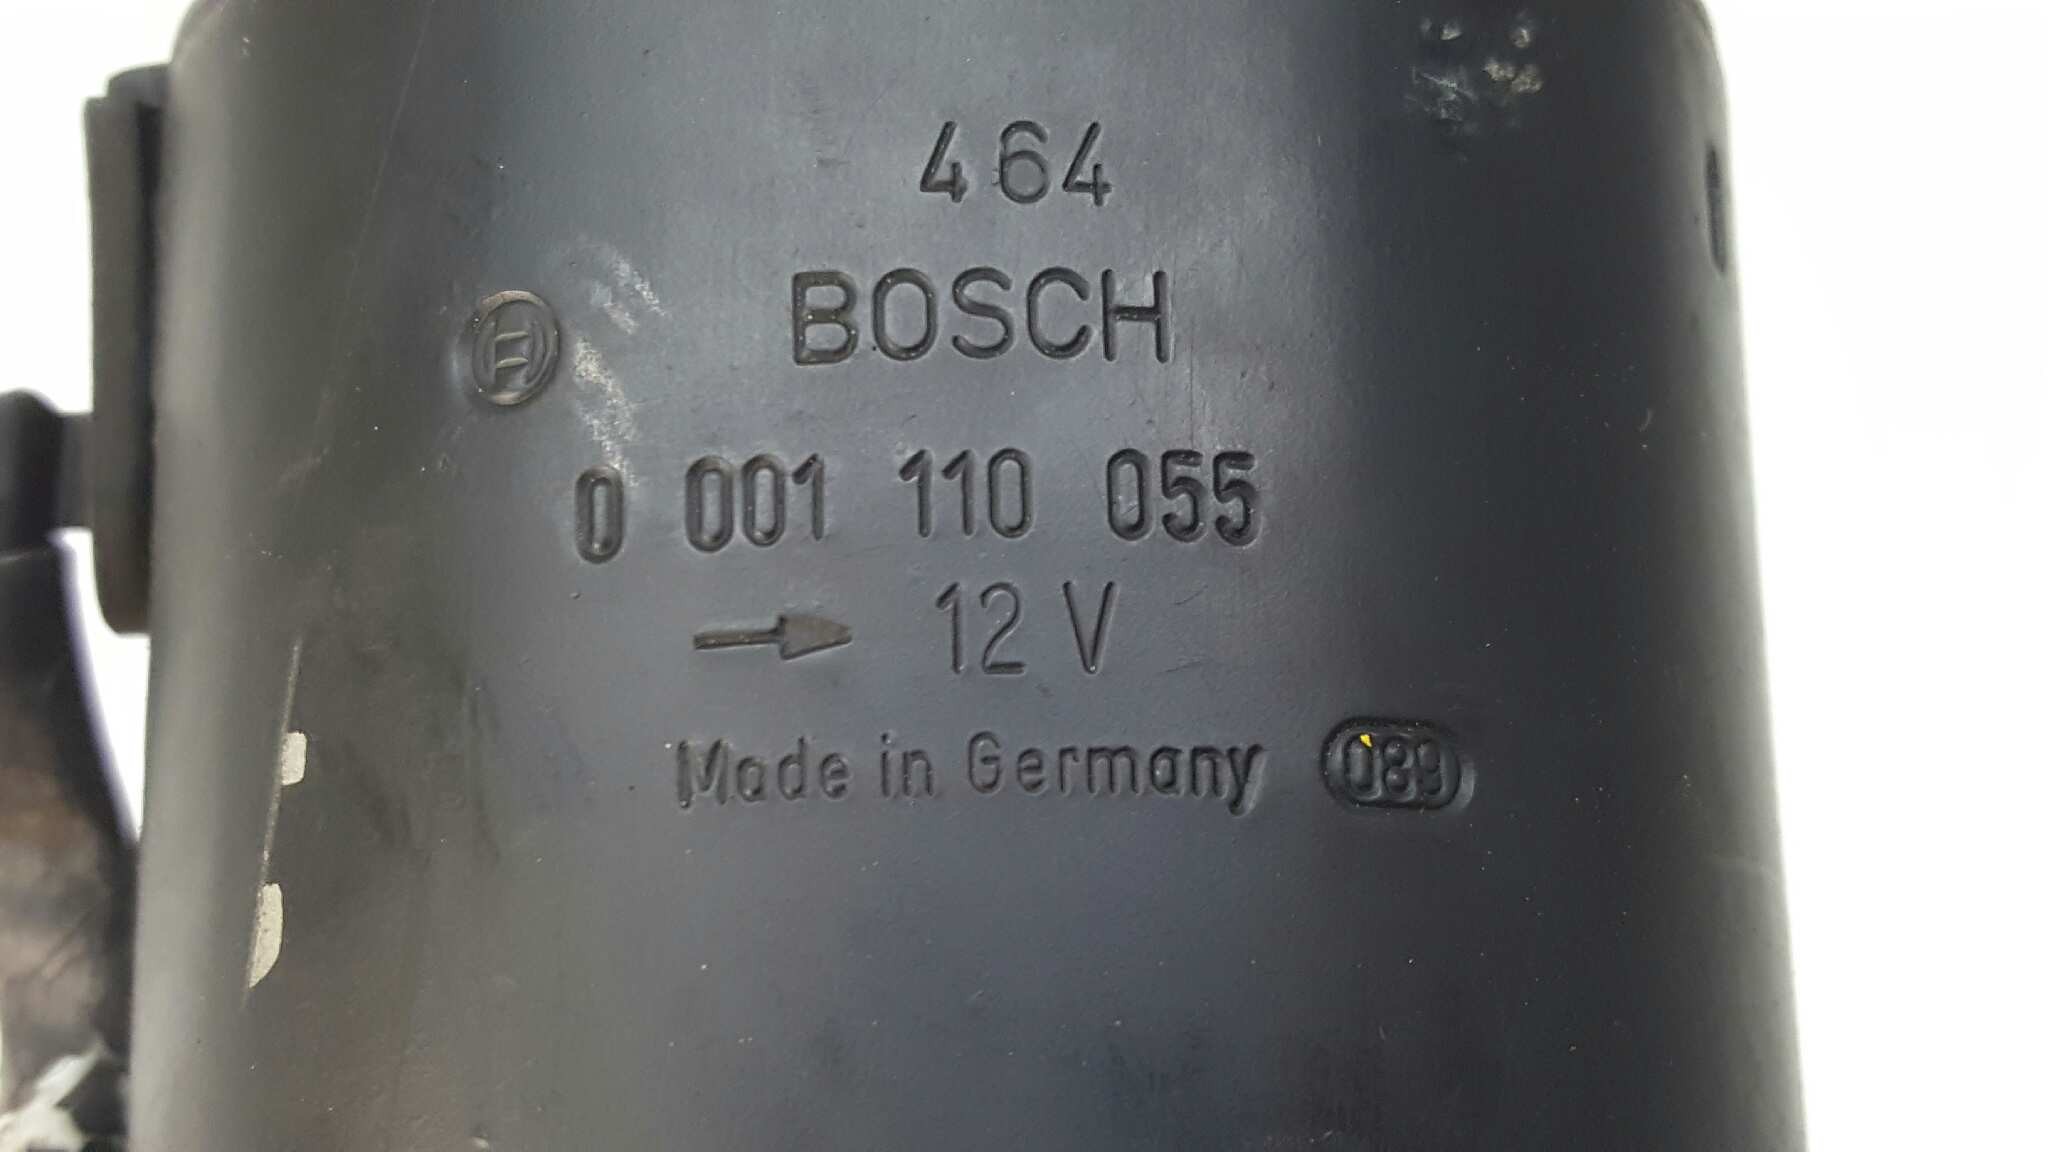 464
BOSCH
0 001 110 055
→ 12 V
Made in Germany 089